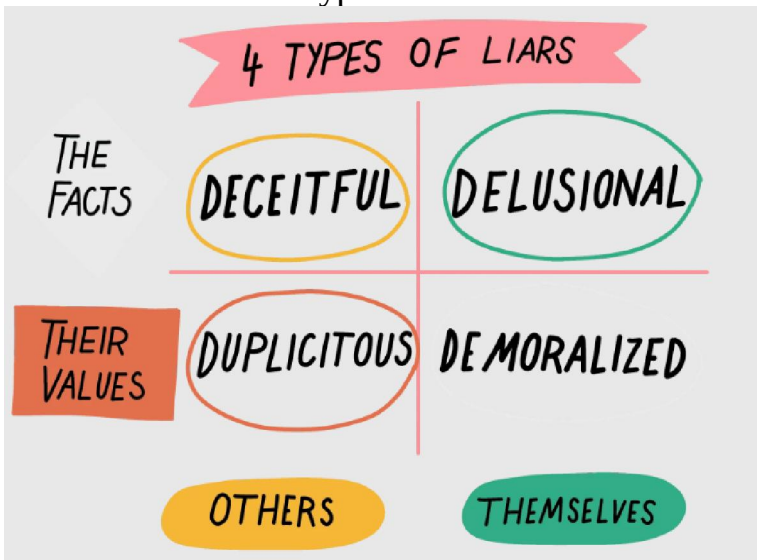 4 TYPES OF LIARS
THE
FACTS
DECEITFUL
DELUSIONAL
THEIR
VALUES
DUPLICITOUS
DEMORALIZED
OTHERS
THEMSELVES